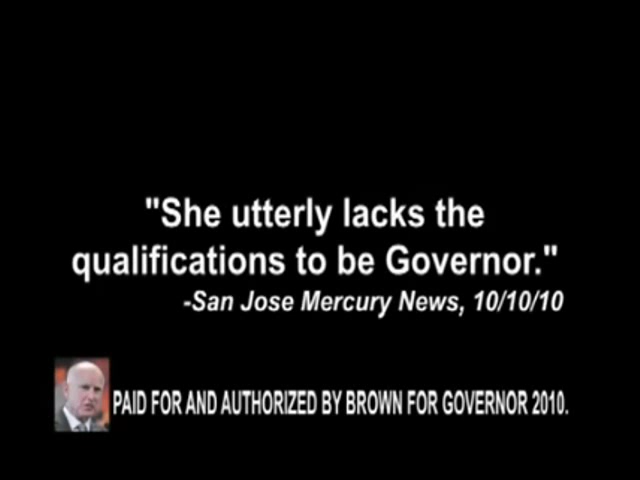 "She utterly lacks the
qualifications to be Governor."
-San Jose Mercury News, 10/10/10
PAID FOR AND AUTHORIZED BY BROWN FOR GOVERNOR 2010.